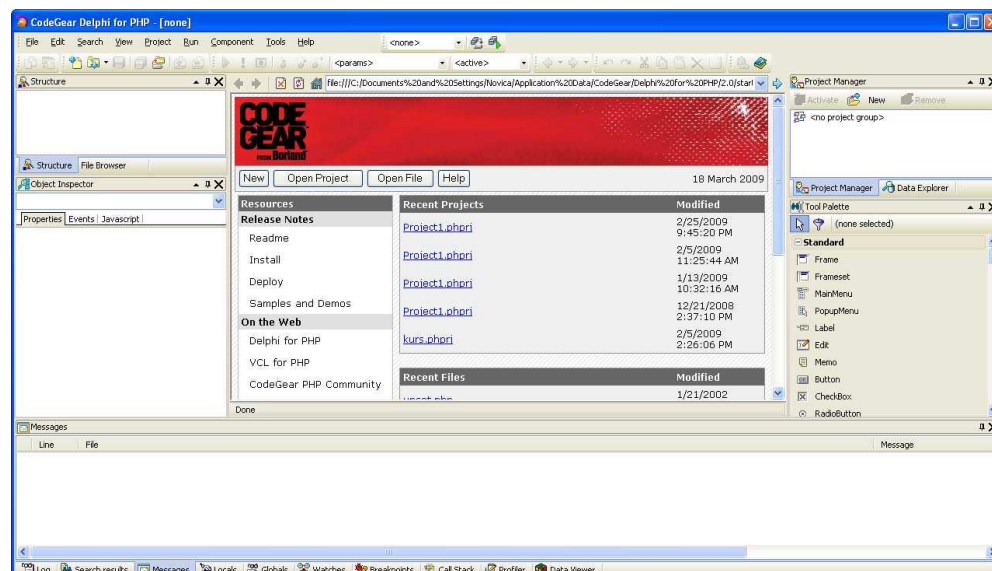 CodeGear Delphi for PHP - [none]
File Edit Search View Project Run Component Tools Help <none>
<params> <active>
Structure
Structure File Browser
Object Inspector
Properties Events Javascript
file:///C:/Documents%20and%20Settings/Novica/Application%20Data/CodeGear/Delphi%20for%20PHP/2.0/start
CODE
GEAR
FROM Borland
New Open Project Open File Help 18 March 2009
Resources
Release Notes
Readme
Install
Deploy
Samples and Demos
On the Web
Delphi for PHP
VCL for PHP
CodeGear PHP Community
Recent Projects Modified
Project1.phprj 2/25/2009
9:45:20 PM
Project1.phprj 2/5/2009
11:25:44 AM
Project1.phprj 1/13/2009
10:32:16 AM
Project1.phprj 12/21/2008
2:37:10 PM
kurs.phprj 2/5/2009
2:26:06 PM
Recent Files Modified
1/21/2002
Done
Project Manager
Activate New Remove
<no project group>
Project Manager Data Explorer
Tool Palette
(none selected)
Standard
Frame
Frameset
MainMenu
PopupMenu
Label
Edit
Memo
Button
CheckBox
RadioButton
Messages
Line File Message
Log Search results Messages Locals Globals Watches Breakpoints Call Stack Profiler Data Viewer